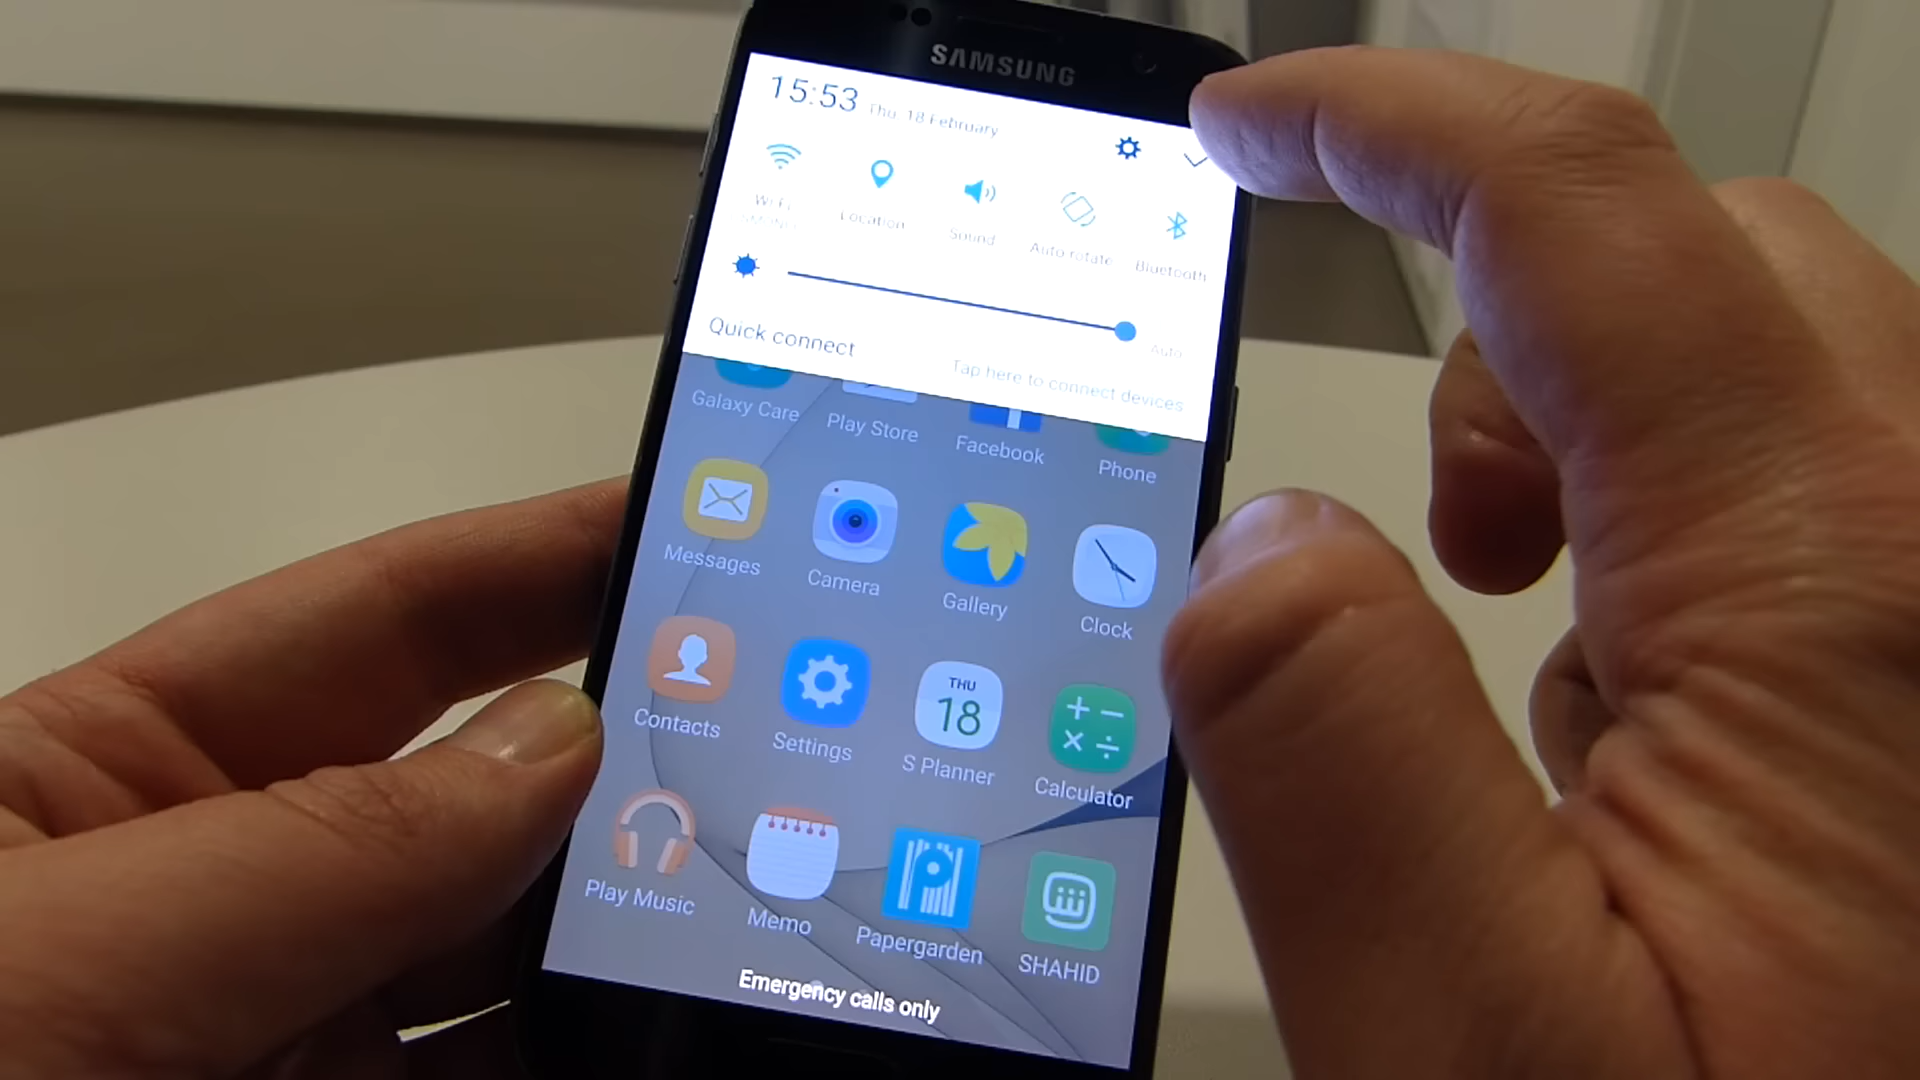 SAMSUNG
15:53 Thu, 18 February
Wi-Fi
Location
Sound
Auto rotate
Bluetooth
Auto
Quick connect
Tap here to connect devices
Galaxy Care
Play Store
Facebook
Phone
Messages
Camera
Gallery
Clock
THU
18
Contacts
Settings
S Planner
Calculator
Play Music
Memo
Papergarden
SHAHID
Emergency calls only